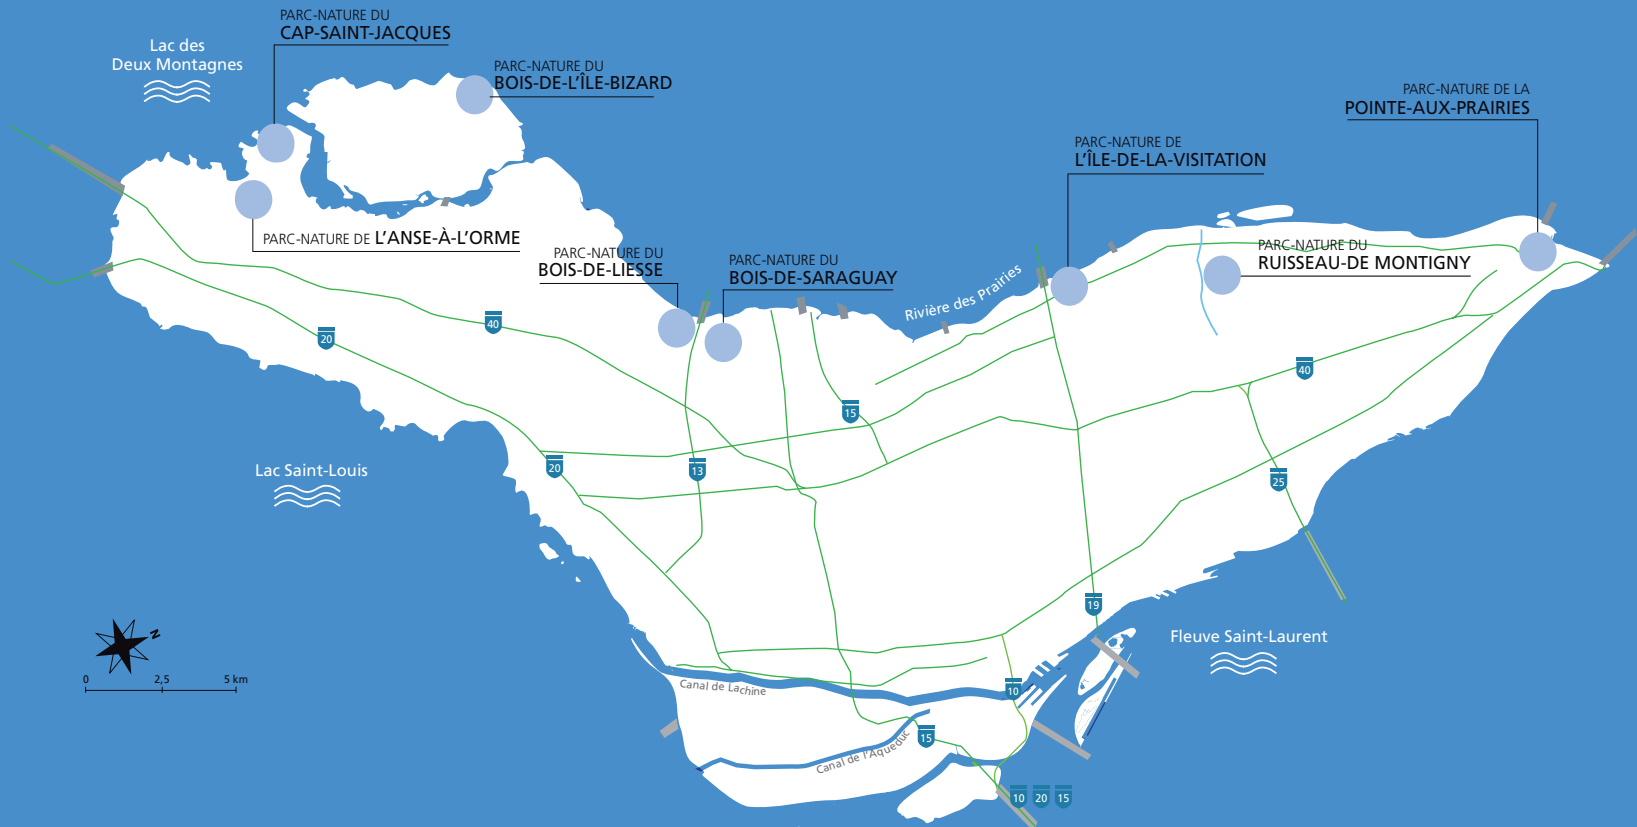 PARC-NATURE DU
CAP-SAINT-JACQUES
Lac des
Deux Montagnes
PARC-NATURE DU
BOIS-DE-L'ÎLE-BIZARD
PARC-NATURE DE LA
POINTE-AUX-PRAIRIES
PARC-NATURE DE
L'ÎLE-DE-LA-VISITATION
PARC-NATURE DE L'ANSE-À-L'ORME
PARC-NATURE DU
BOIS-DE-LIESSE
PARC-NATURE DU
BOIS-DE-SARAGUAY
PARC-NATURE DU
RUISSEAU-DE MONTIGNY
Rivière des Prairies
40
20
40
15
20
13
25
Lac Saint-Louis
19
Fleuve Saint-Laurent
N
0 2,5 5 km
Canal de Lachine
10
15
Canal de l'Aqueduc
10 20 15